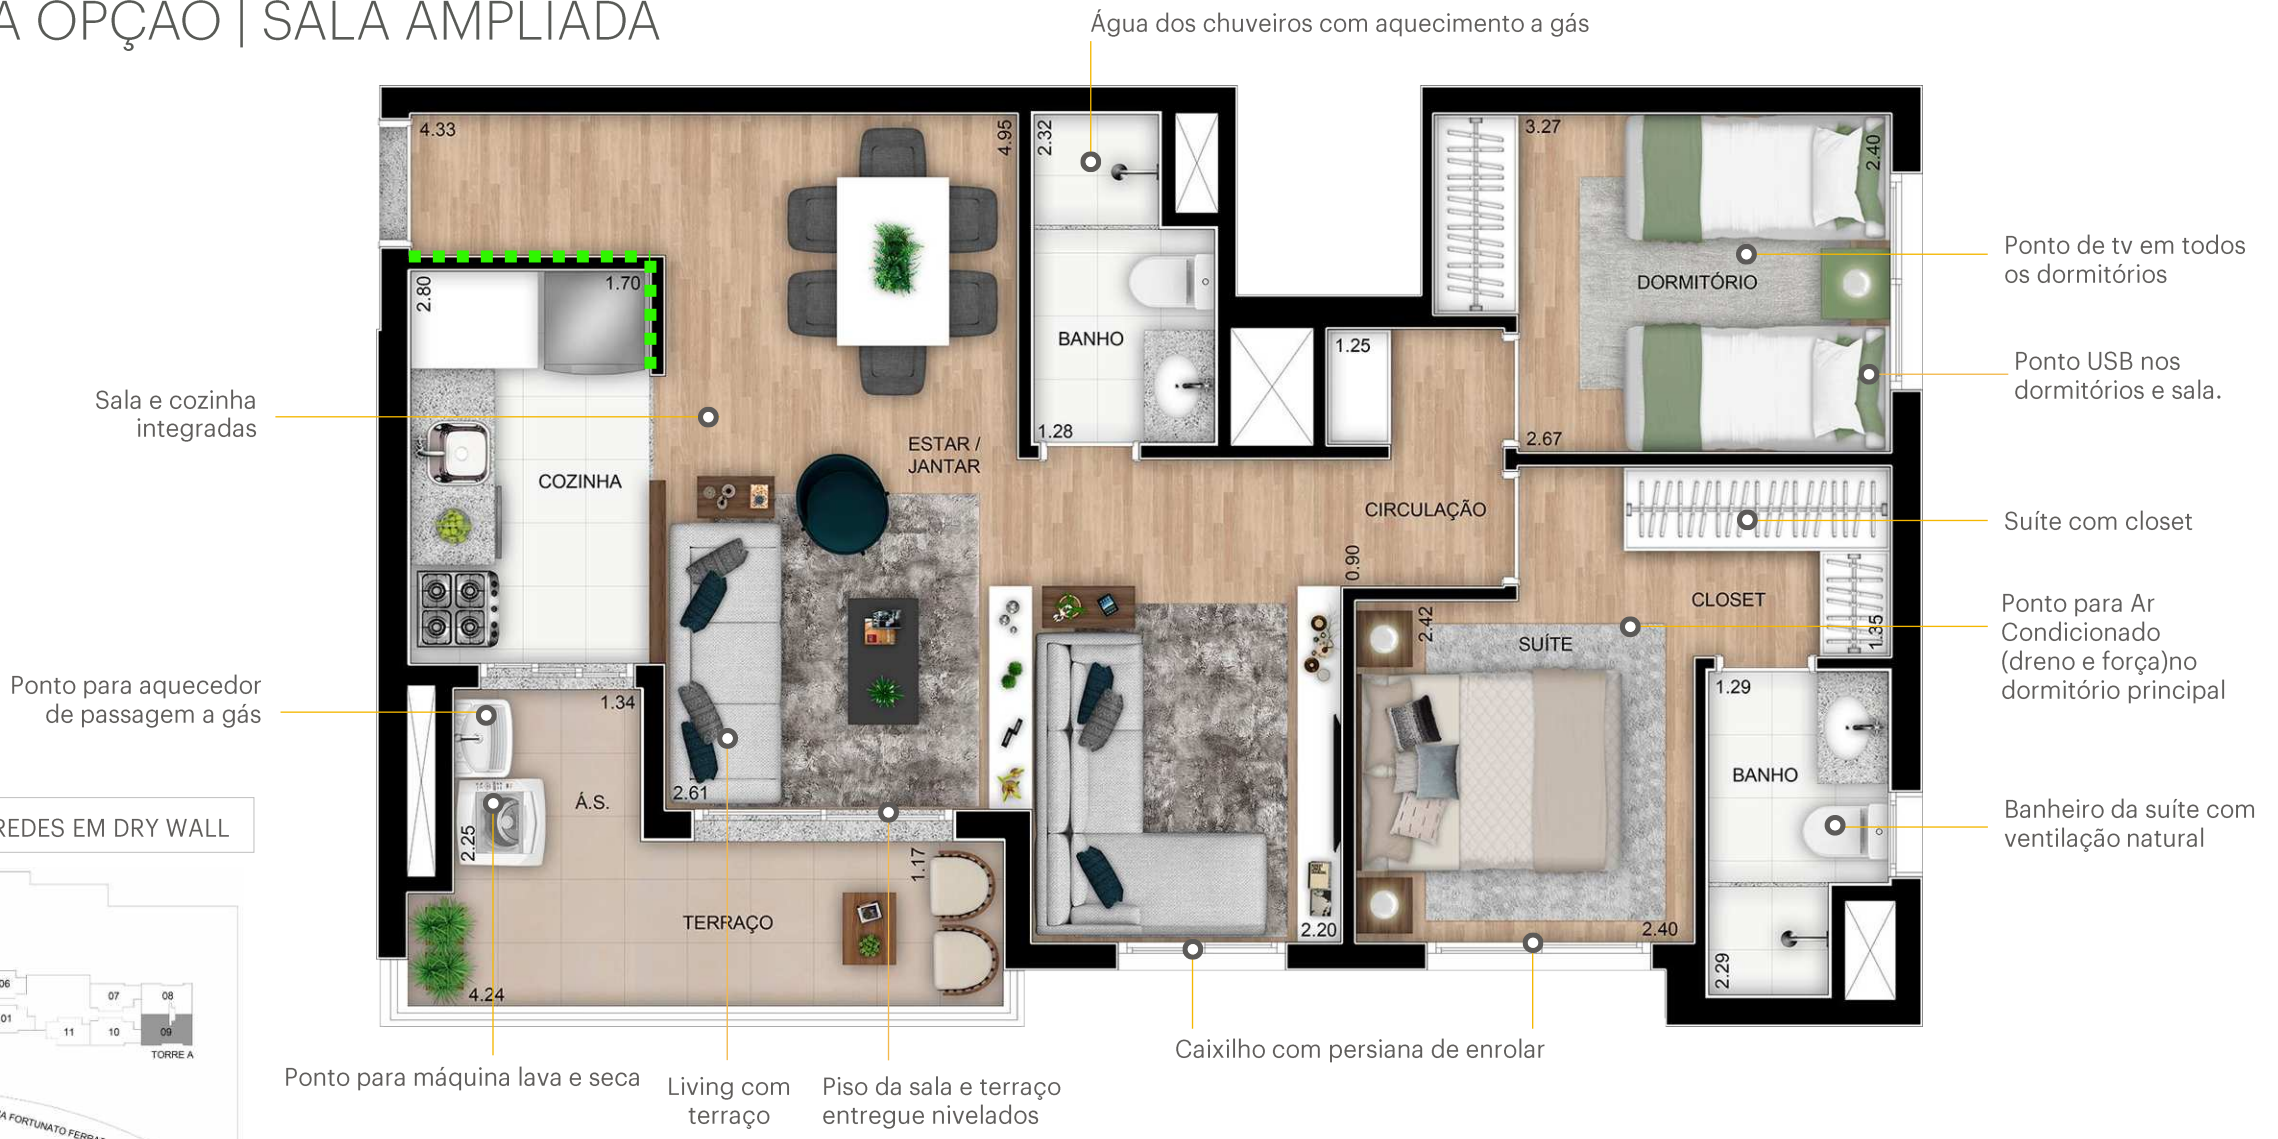 A OPÇÃO | SALA AMPLIADA
Água dos chuveiros com aquecimento a gás
4.33
4.95
2.32
3.27
2.40
Ponto de tv em todos
os dormitórios
DORMITÓRIO
2.80
1.70
BANHO
1.25
Ponto USB nos
dormitórios e sala.
Sala e cozinha
integradas
1.28
2.67
ESTAR /
JANTAR
COZINHA
CIRCULAÇÃO
Suíte com closet
0.90
CLOSET
Ponto para Ar
Condicionado
(dreno e força)no
dormitório principal
2.42
SUÍTE
1.35
Ponto para aquecedor
de passagem a gás
1.34
1.29
BANHO
2.61
Á.S.
2.25
Banheiro da suíte com
ventilação natural
REDES EM DRY WALL
1.17
TERRAÇO
2.20
2.40
2.29
4.24
06
07
08
01
11
10
09
TORRE A
Caixilho com persiana de enrolar
Ponto para máquina lava e seca
Living com
terraço
Piso da sala e terraço
entregue nivelados
A FORTUNATO FERRA